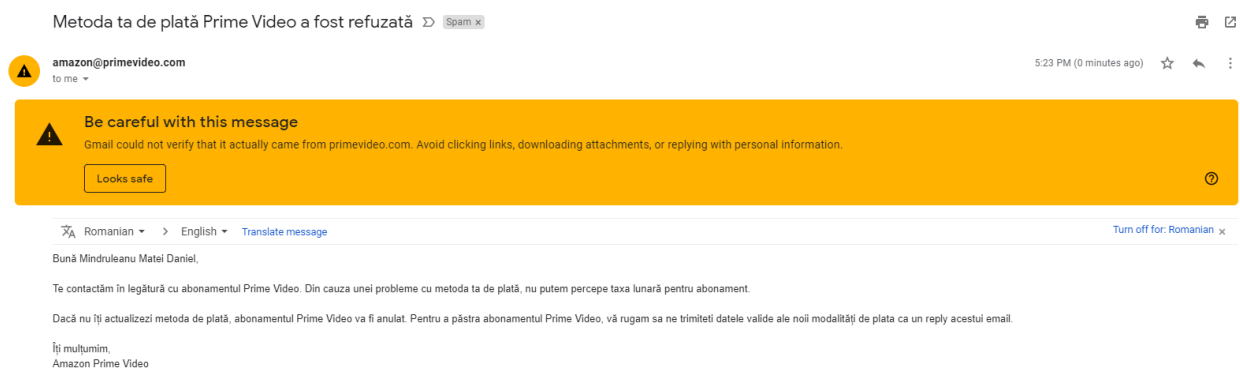 Metoda ta de plată Prime Video a fost refuzată Spam x
amazon@primevideo.com 5:23 PM (0 minutes ago)
to me
Be careful with this message
Gmail could not verify that it actually came from primevideo.com. Avoid clicking links, downloading attachments, or replying with personal information.
Looks safe
Romanian > English Translate message Turn off for: Romanian x
Bună Mindruleanu Matei Daniel,
Te contactăm în legătură cu abonamentul Prime Video. Din cauza unei probleme cu metoda ta de plată, nu putem percepe taxa lunară pentru abonament.
Dacă nu îți actualizezi metoda de plată, abonamentul Prime Video va fi anulat. Pentru a păstra abonamentul Prime Video, vă rugam sa ne trimiteti datele valide ale noii modalități de plata ca un reply acestui email.
Îți mulțumim,
Amazon Prime Video